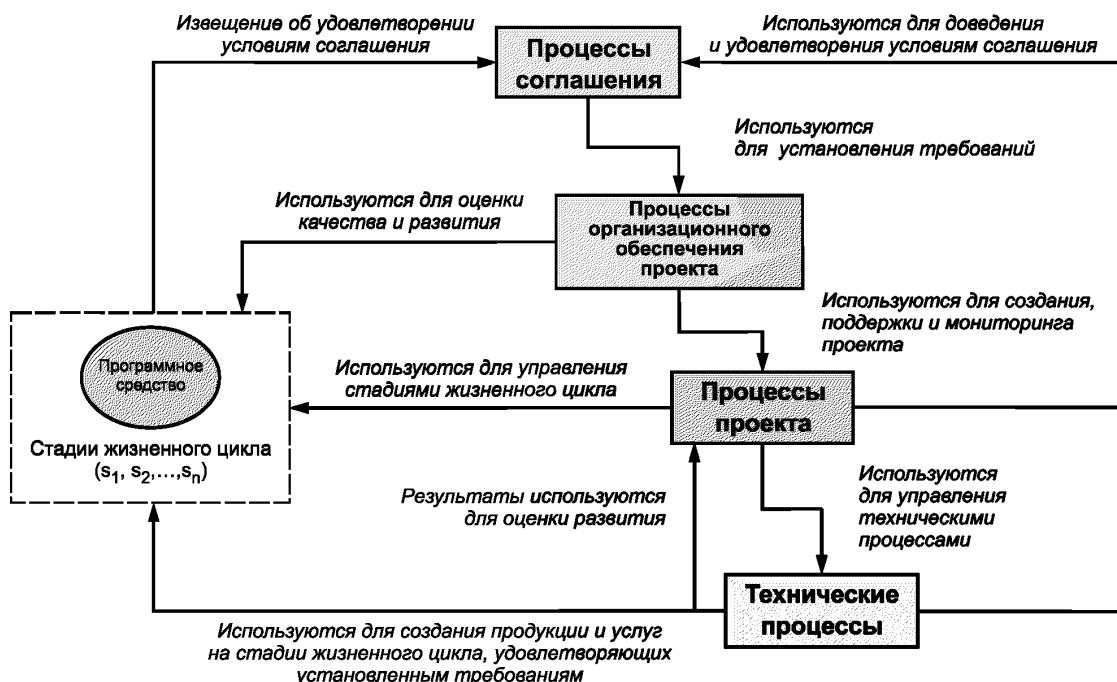 Извещение об удовлетворении
условиям соглашения
Процессы
соглашения
Используются для доведения
и удовлетворения условиям соглашения
Используются
для установления требований
Используются для оценки
качества и развития
Процессы
организационного
обеспечения
проекта
Используются для создания,
поддержки и мониторинга
проекта
Программное
средство
Стадии жизненного цикла
(s1, s2,...,sn)
Используются для управления
стадиями жизненного цикла
Процессы
проекта
Результаты используются
для оценки развития
Используются
для управления
техническими
процессами
Технические
процессы
Используются для создания продукции и услуг
на стадии жизненного цикла, удовлетворяющих
установленным требованиям